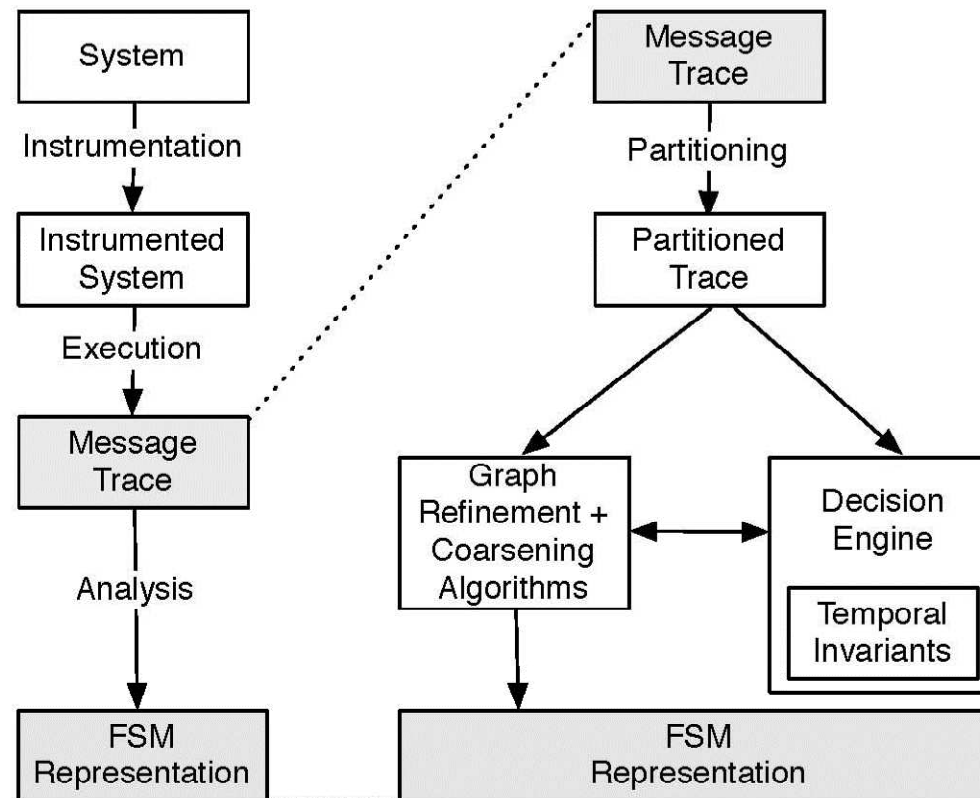 System
Instrumentation
Instrumented
System
Execution
Message
Trace
Analysis
FSM
Representation
Message
Trace
Partitioning
Partitioned
Trace
Graph
Refinement +
Coarsening
Algorithms
Decision
Engine
Temporal
Invariants
FSM
Representation